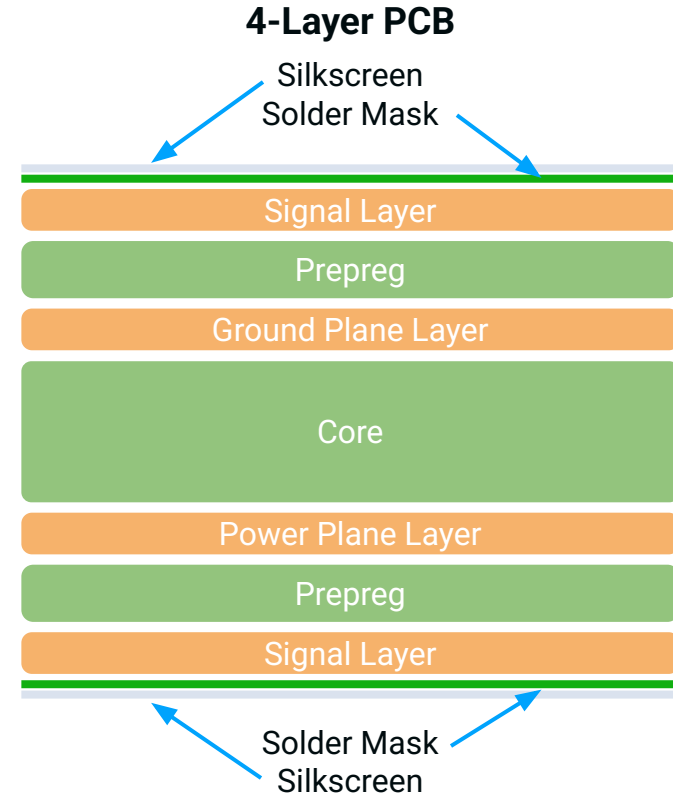 4-Layer PCB
Silkscreen
Solder Mask
Signal Layer
Prepreg
Ground Plane Layer
Core
Power Plane Layer
Prepreg
Signal Layer
Solder Mask
Silkscreen